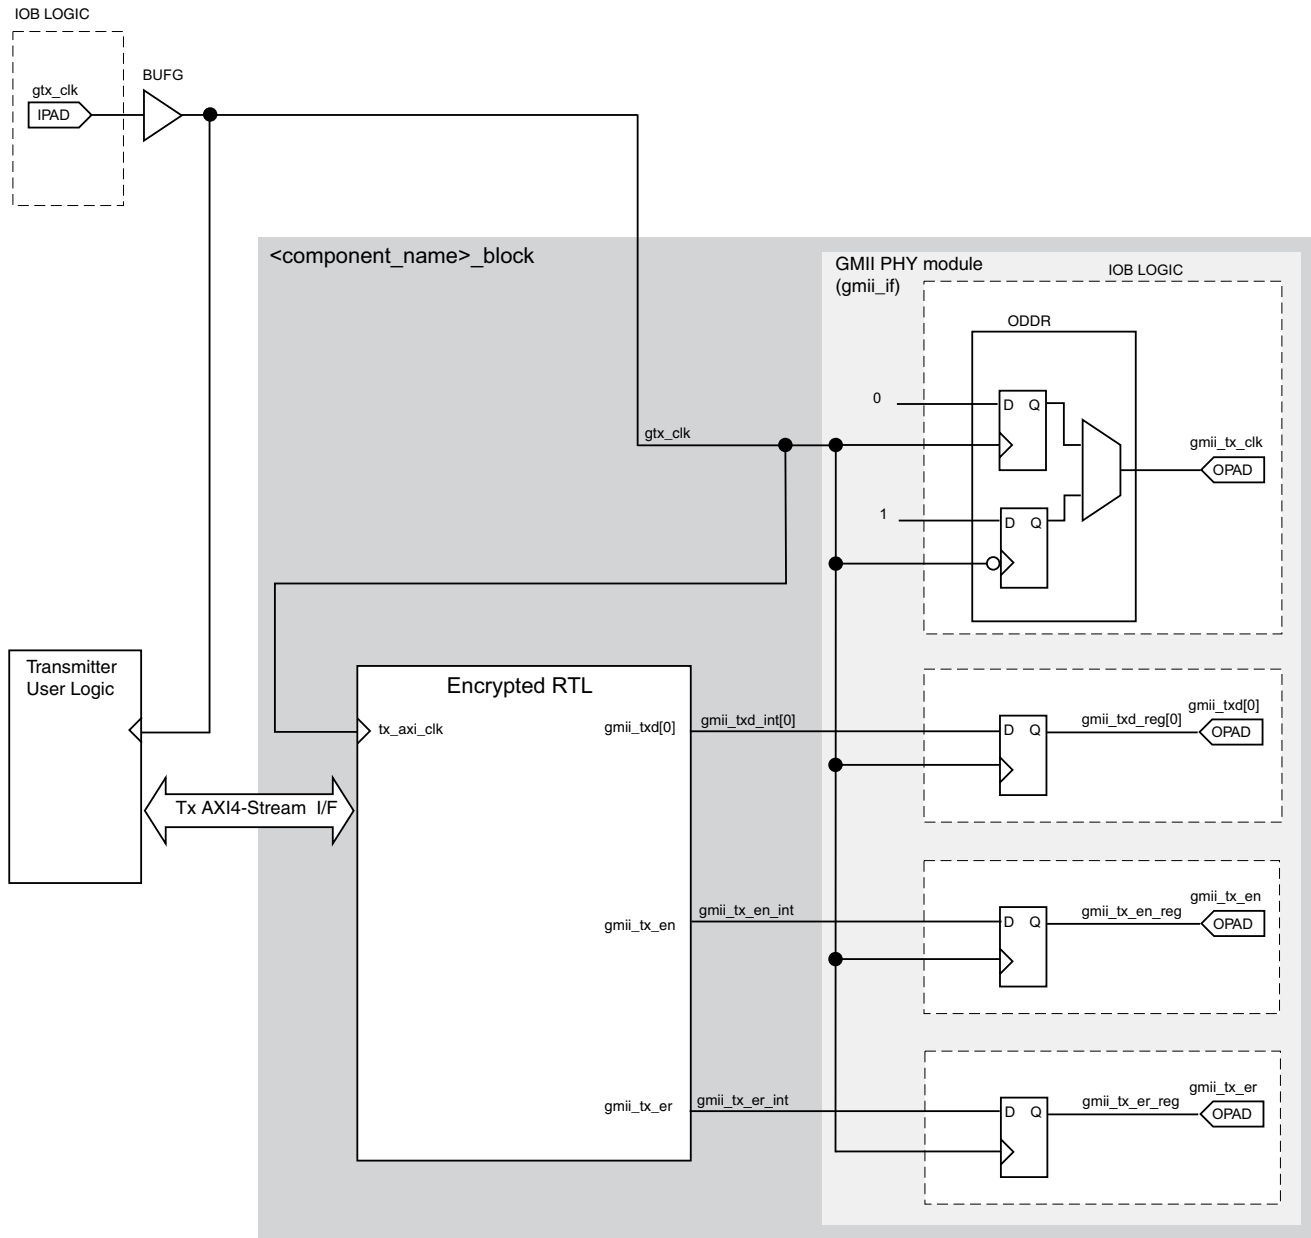 IOB LOGIC
gtx_clk
IPAD
BUFG
<component_name>_block
GMII PHY module
(gmii_if)
IOB LOGIC
ODDR
0
D Q
gtx_clk
gmii_tx_clk
OPAD
1
D Q
Transmitter
User Logic
Encrypted RTL
tx_axi_clk
gmii_txd[0]
gmii_txd_int[0]
D Q
gmii_txd_reg[0]
gmii_txd[0]
OPAD
Tx AXI4-Stream I/F
gmii_tx_en
gmii_tx_en_int
D Q
gmii_tx_en_reg
gmii_tx_en
OPAD
gmii_tx_er
gmii_tx_er_int
D Q
gmii_tx_er_reg
gmii_tx_er
OPAD